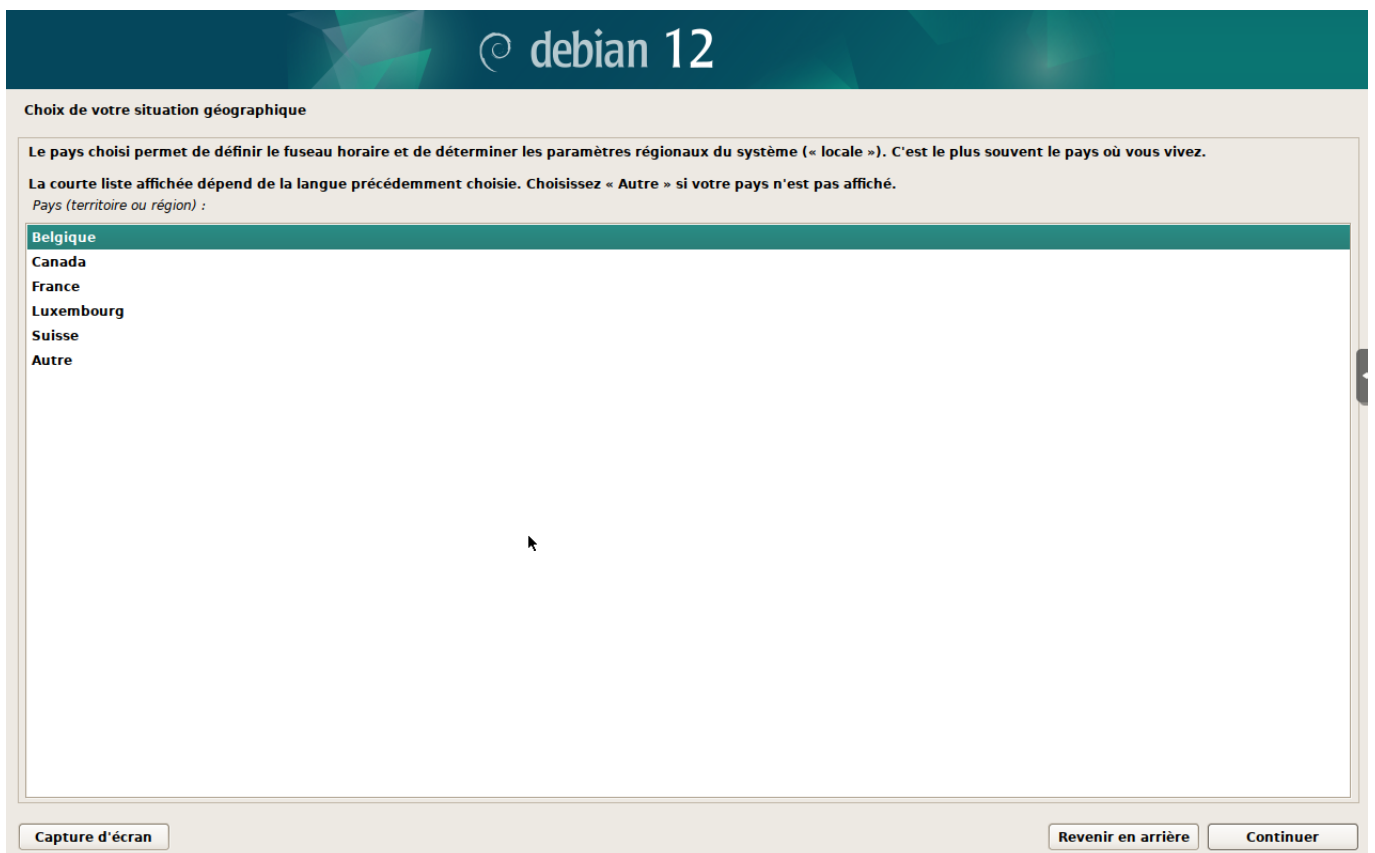 debian 12
Choix de votre situation géographique
Le pays choisi permet de définir le fuseau horaire et de déterminer les paramètres régionaux du système (« locale »). C'est le plus souvent le pays où vous vivez.
La courte liste affichée dépend de la langue précédemment choisie. Choisissez « Autre » si votre pays n'est pas affiché.
Pays (territoire ou région) :
Belgique
Canada
France
Luxembourg
Suisse
Autre
Capture d'écran
Revenir en arrière
Continuer